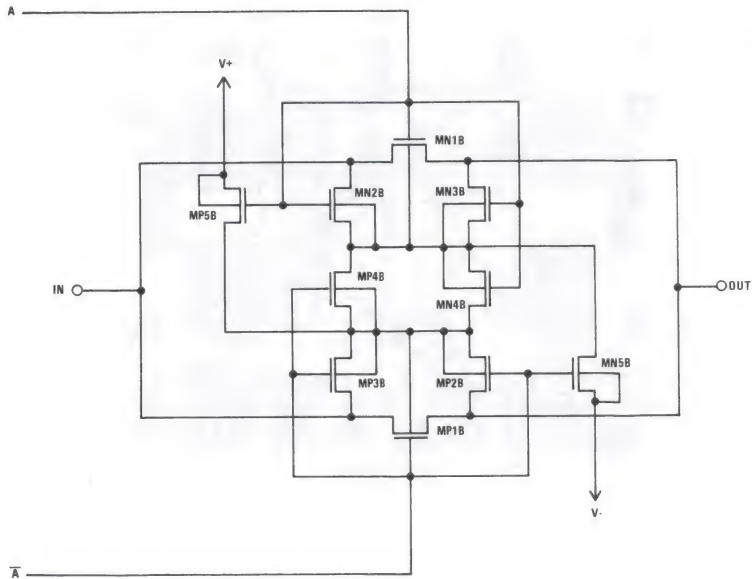 A
V+
MN1B
MN2B
MN3B
MP5B
MP4B
MN4B
IN
OUT
MP3B
MP2B
MN5B
MP1B
V-
A̅